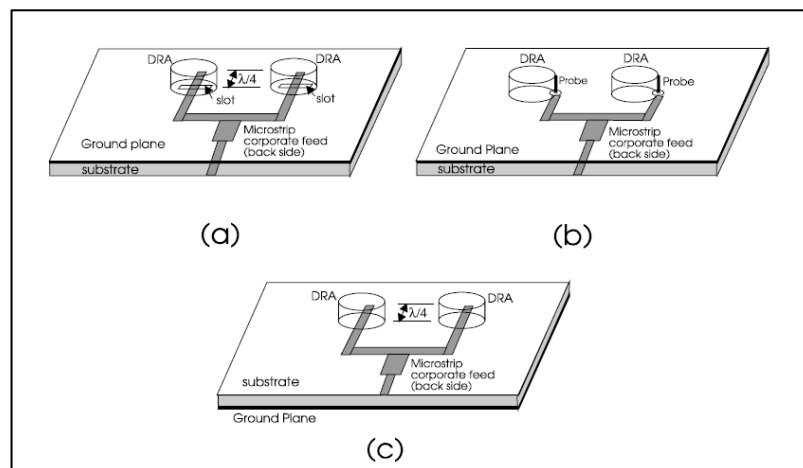 DRA
λ/4
DRA
slot
slot
Microstrip
corporate feed
(back side)
Ground plane
substrate
(a)
DRA
DRA
Probe
Probe
Microstrip
corporate feed
(back side)
Ground Plane
substrate
(b)
DRA
λ/4
DRA
Microstrip
corporate feed
(back side)
substrate
Ground Plane
(c)